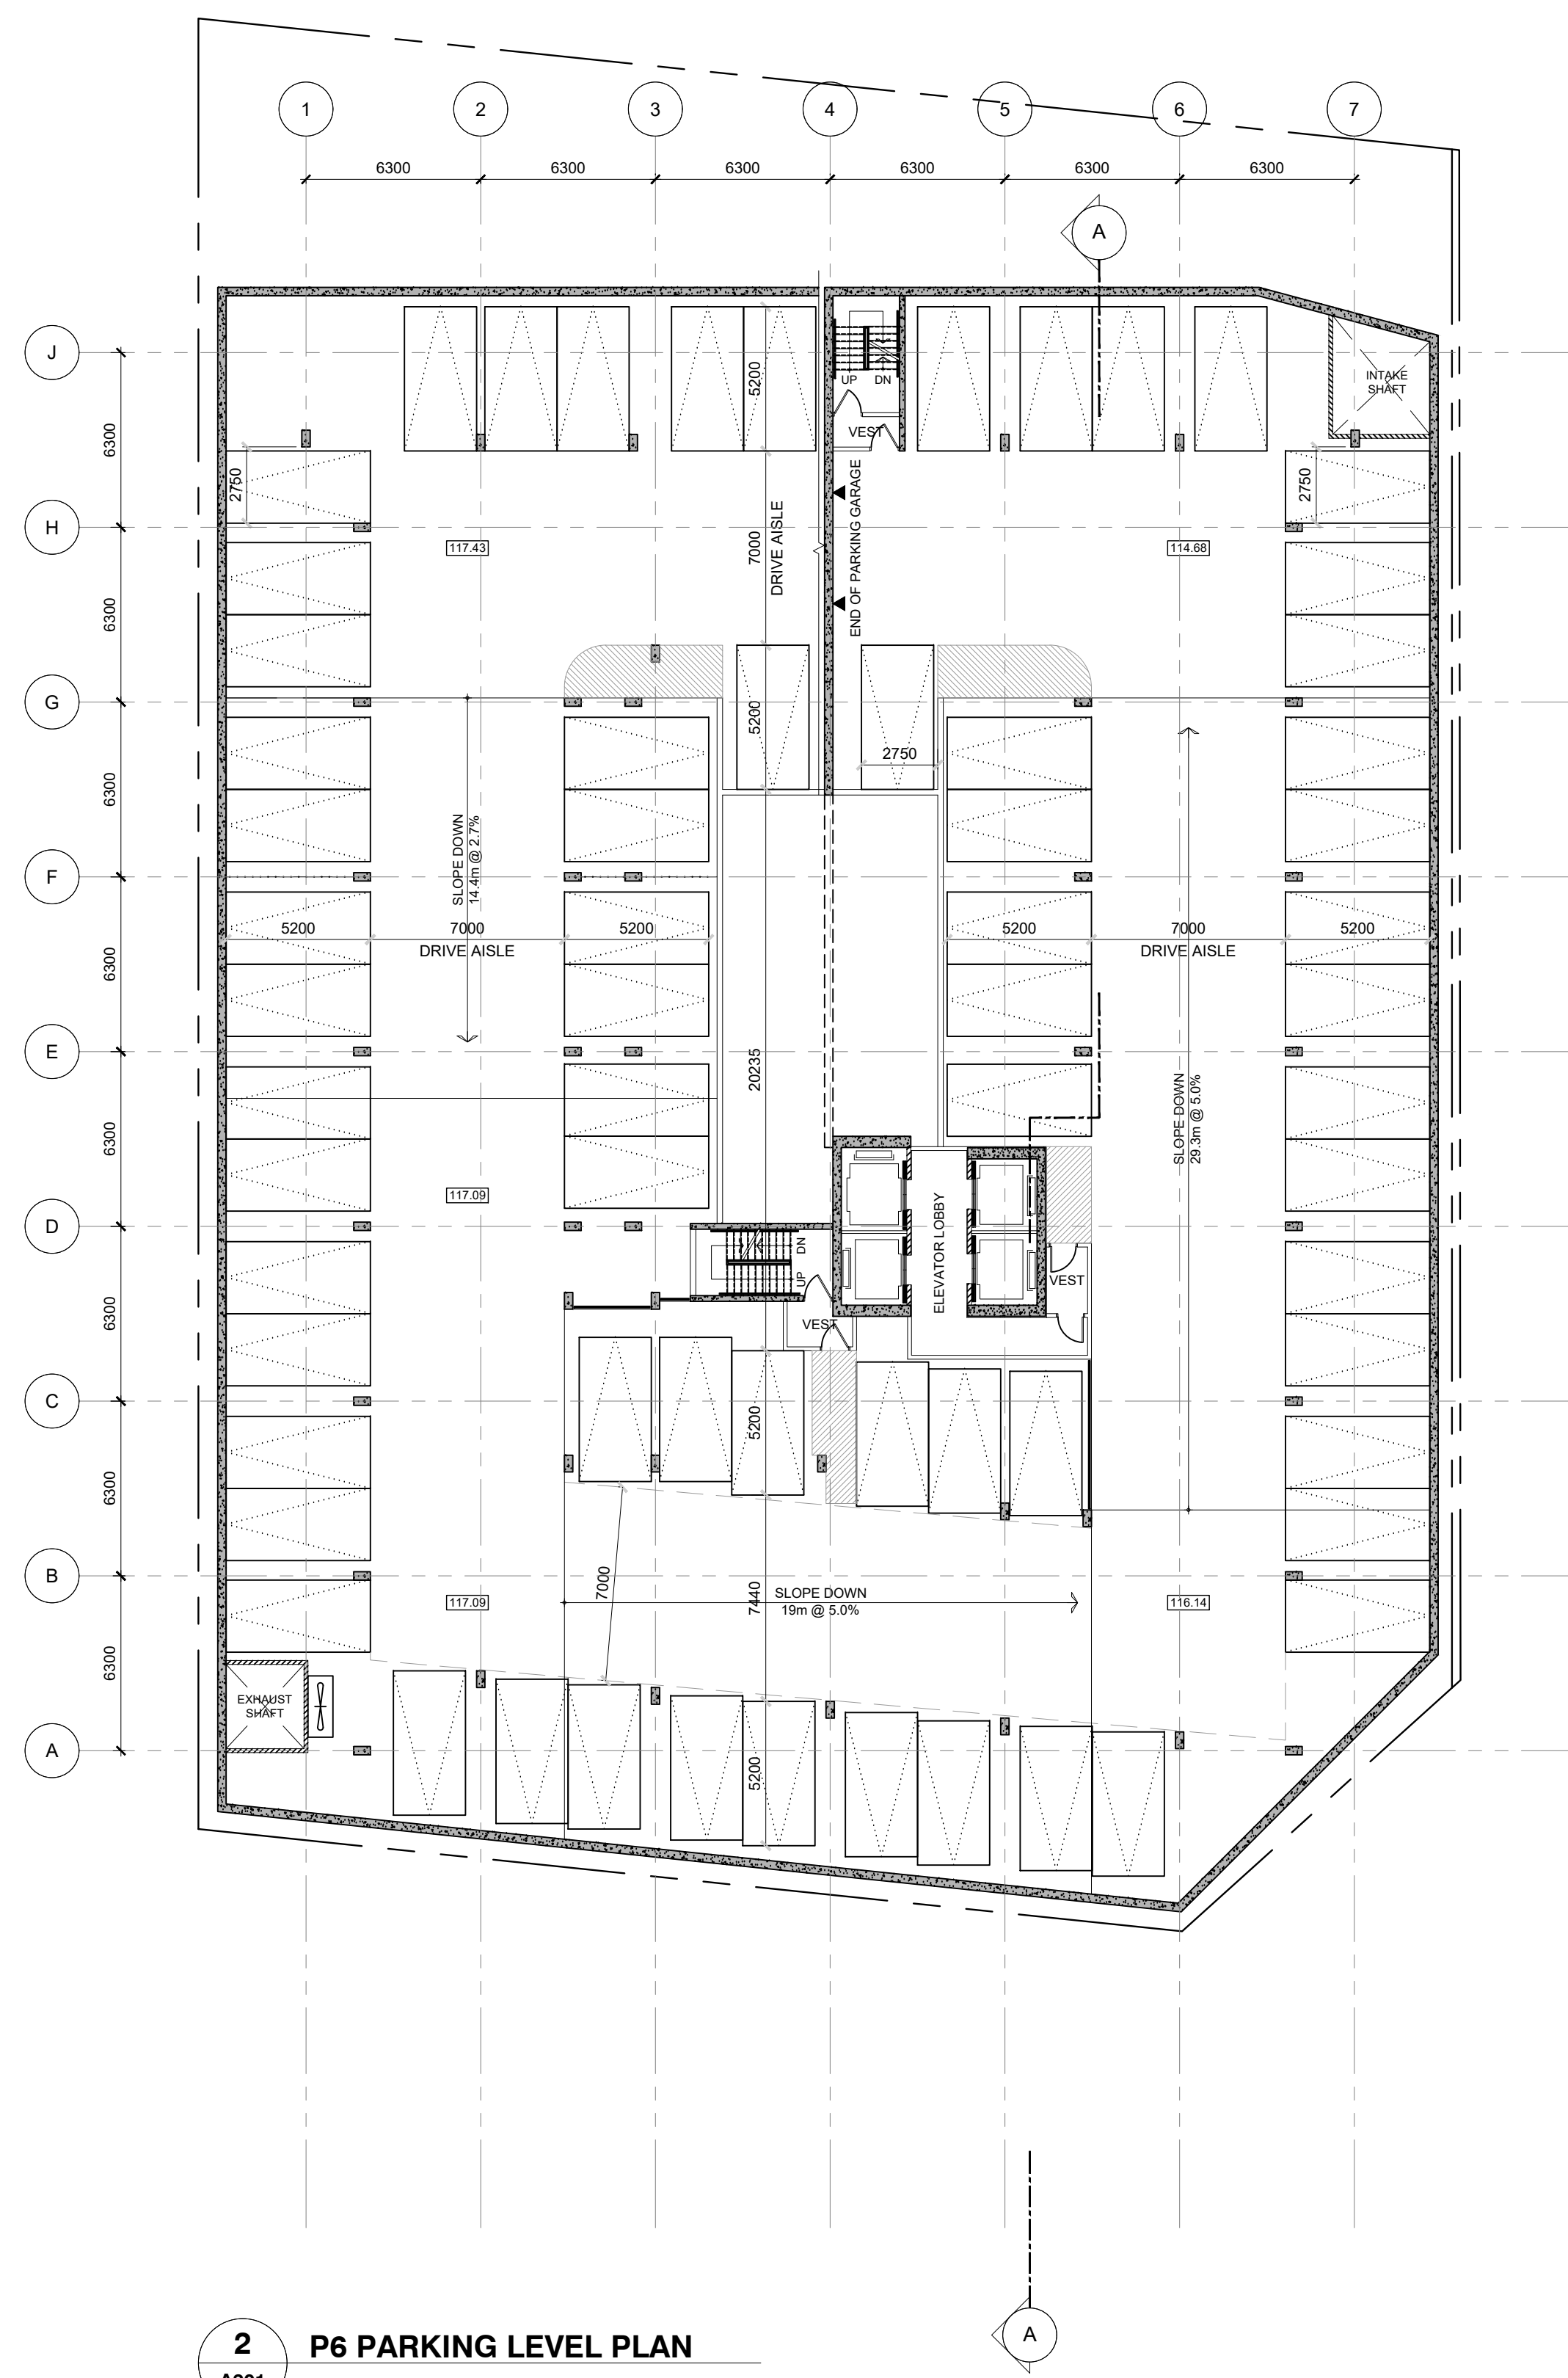 1
2
3
4
5
6
7
6300
6300
6300
6300
6300
6300
A
J
UP
DN
5200
INTAKE
SHAFT
VEST
6300
2750
2750
H
117.43
7000
DRIVE AISLE
END OF PARKING GARAGE
114.68
6300
G
5200
2750
6300
SLOPE DOWN
14.4m @ 2.7%
F
5200
7000
5200
5200
7000
5200
DRIVE AISLE
DRIVE AISLE
6300
E
20235
SLOPE DOWN
29.3m @ 5.0%
6300
117.09
D
ELEVATOR LOBBY
DN
UP
VEST
6300
VEST
C
5200
6300
B
7000
117.09
7440
SLOPE DOWN
19m @ 5.0%
116.14
6300
EXHAUST
SHAFT
A
5200
A
2
P6 PARKING LEVEL PLAN